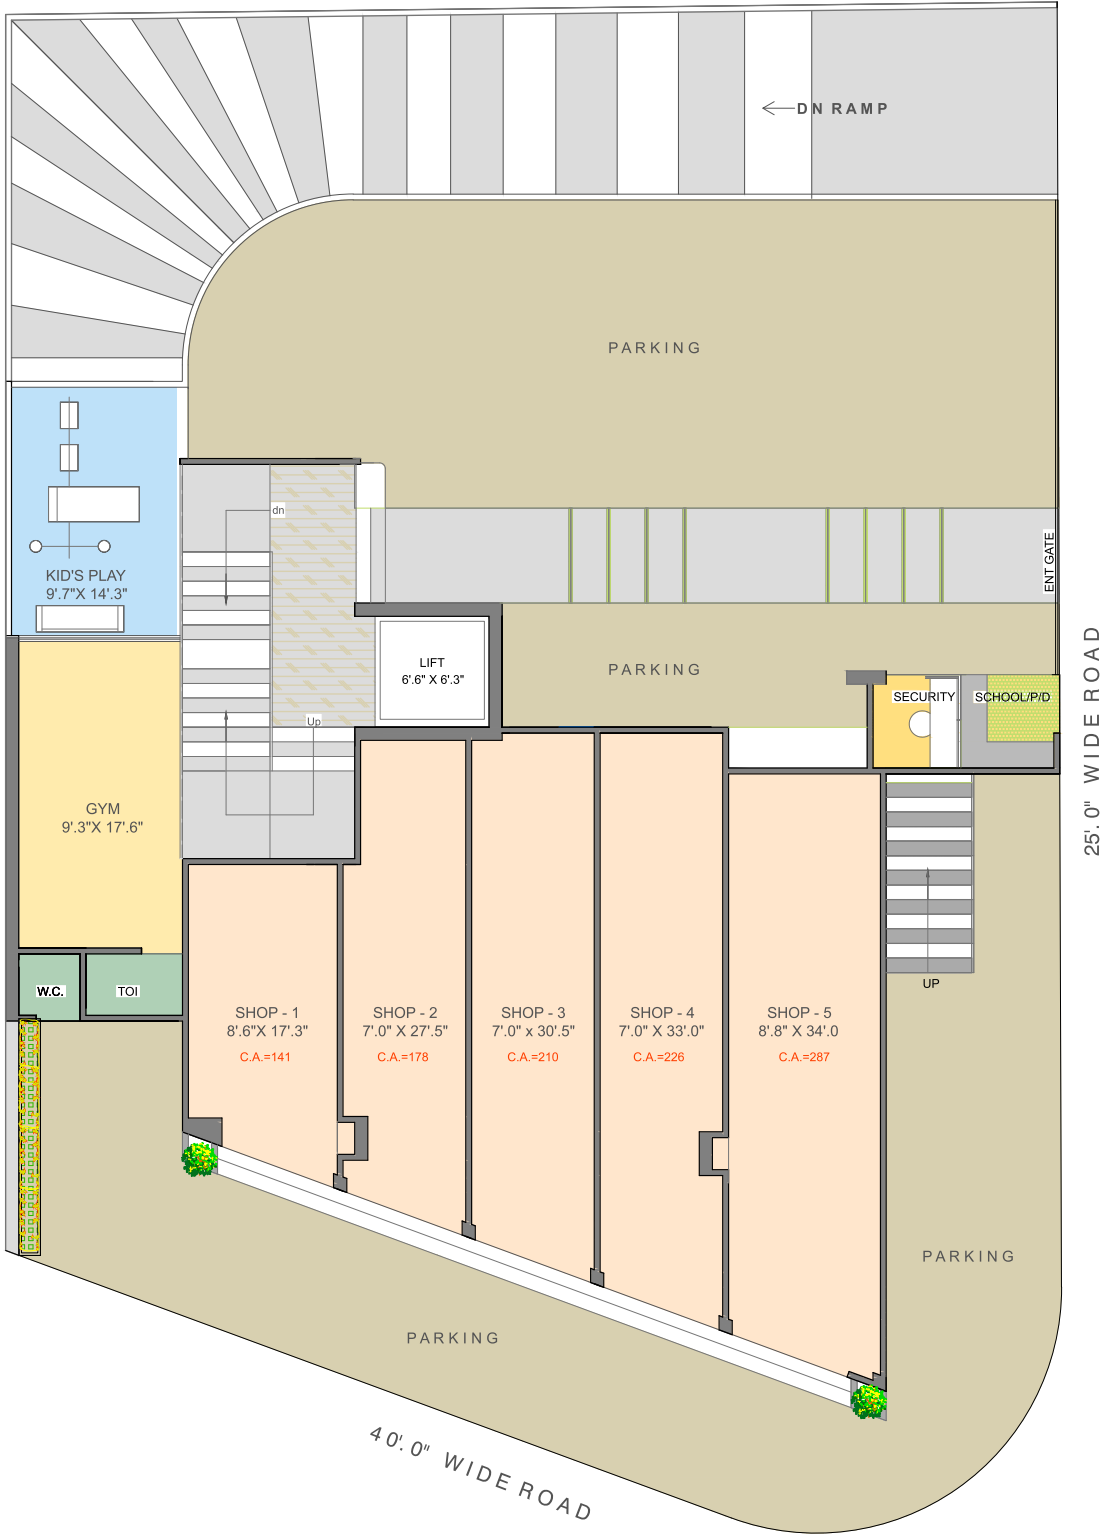 DN RAMP
PARKING
dn
ENT GATE
KID'S PLAY
9'.7"X 14'.3"
LIFT
6'.6" X 6'.3"
PARKING
SECURITY
SCHOOL/P/D
Up
25'.0" WIDE ROAD
GYM
9'.3"X 17'.6"
W.C.
TOI
UP
SHOP - 1
8'.6"X 17'.3"
C.A.=141
SHOP - 2
7'.0" X 27'.5"
C.A.=178
SHOP - 3
7'.0" x 30'.5"
C.A.=210
SHOP - 4
7'.0" X 33'.0"
C.A.=226
SHOP - 5
8'.8" X 34'.0
C.A.=287
PARKING
PARKING
40'.0" WIDE ROAD